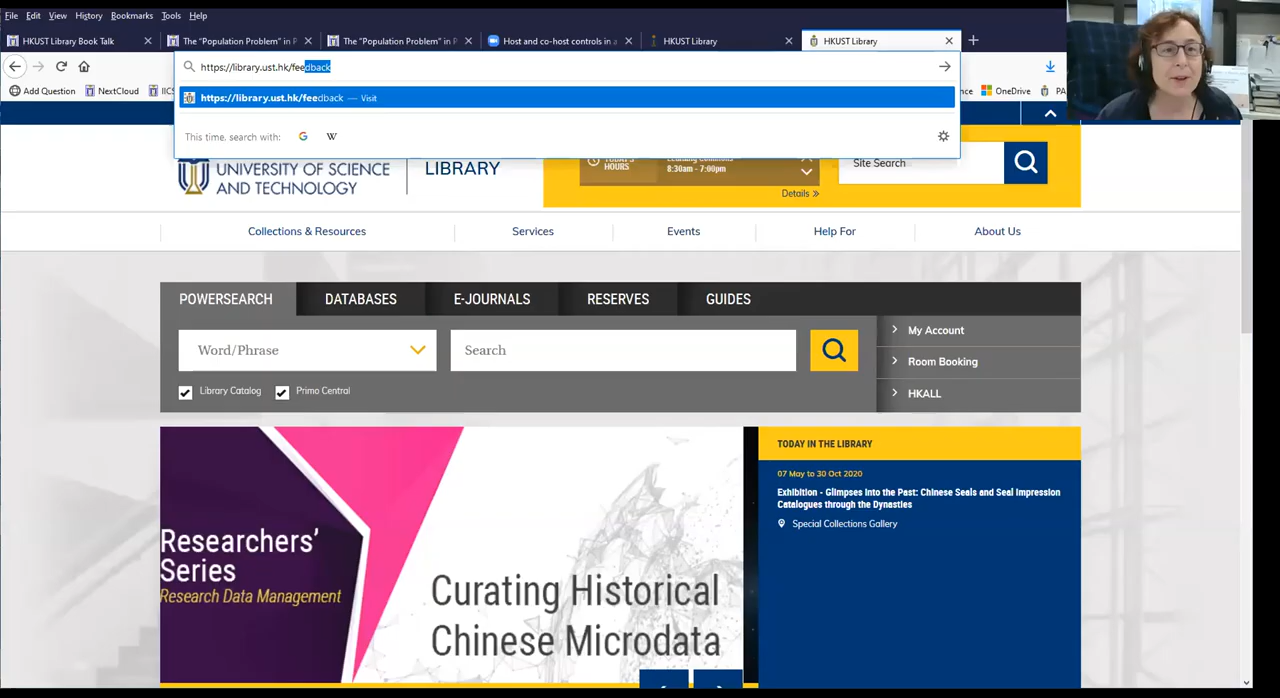 File Edit View History Bookmarks Tools Help
HKUST Library Book Talk
The "Population Problem" in P
The "Population Problem" in P
Host and co-host controls in a
HKUST Library
HKUST Library
https://library.ust.hk/feedback
https://library.ust.hk/feedback — Visit
Add Question NextCloud
OneDrive
This time, search with: G W
UNIVERSITY OF SCIENCE
AND TECHNOLOGY
LIBRARY
TODAY'S
HOURS
Learning Commons
8:30am - 7:00pm
Details »
Site Search
Collections & Resources Services Events Help For About Us
POWERSEARCH DATABASES E-JOURNALS RESERVES GUIDES
Word/Phrase Search
Library Catalog Primo Central
My Account
Room Booking
HKALL
Researchers'
Series
Research Data Management
Curating Historical
Chinese Microdata
TODAY IN THE LIBRARY
07 May to 30 Oct 2020
Exhibition - Glimpses into the Past: Chinese Seals and Seal Impression
Catalogues through the Dynasties
Special Collections Gallery